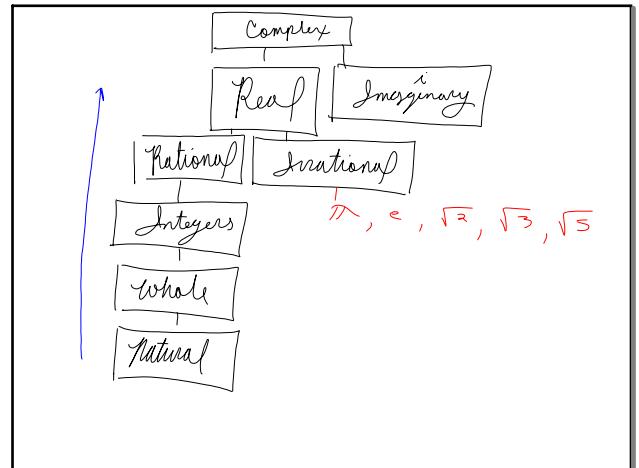 Complex
Real
i
Imaginary
Rational
Irrational
π, e, √2, √3, √5
Integers
Whole
Natural